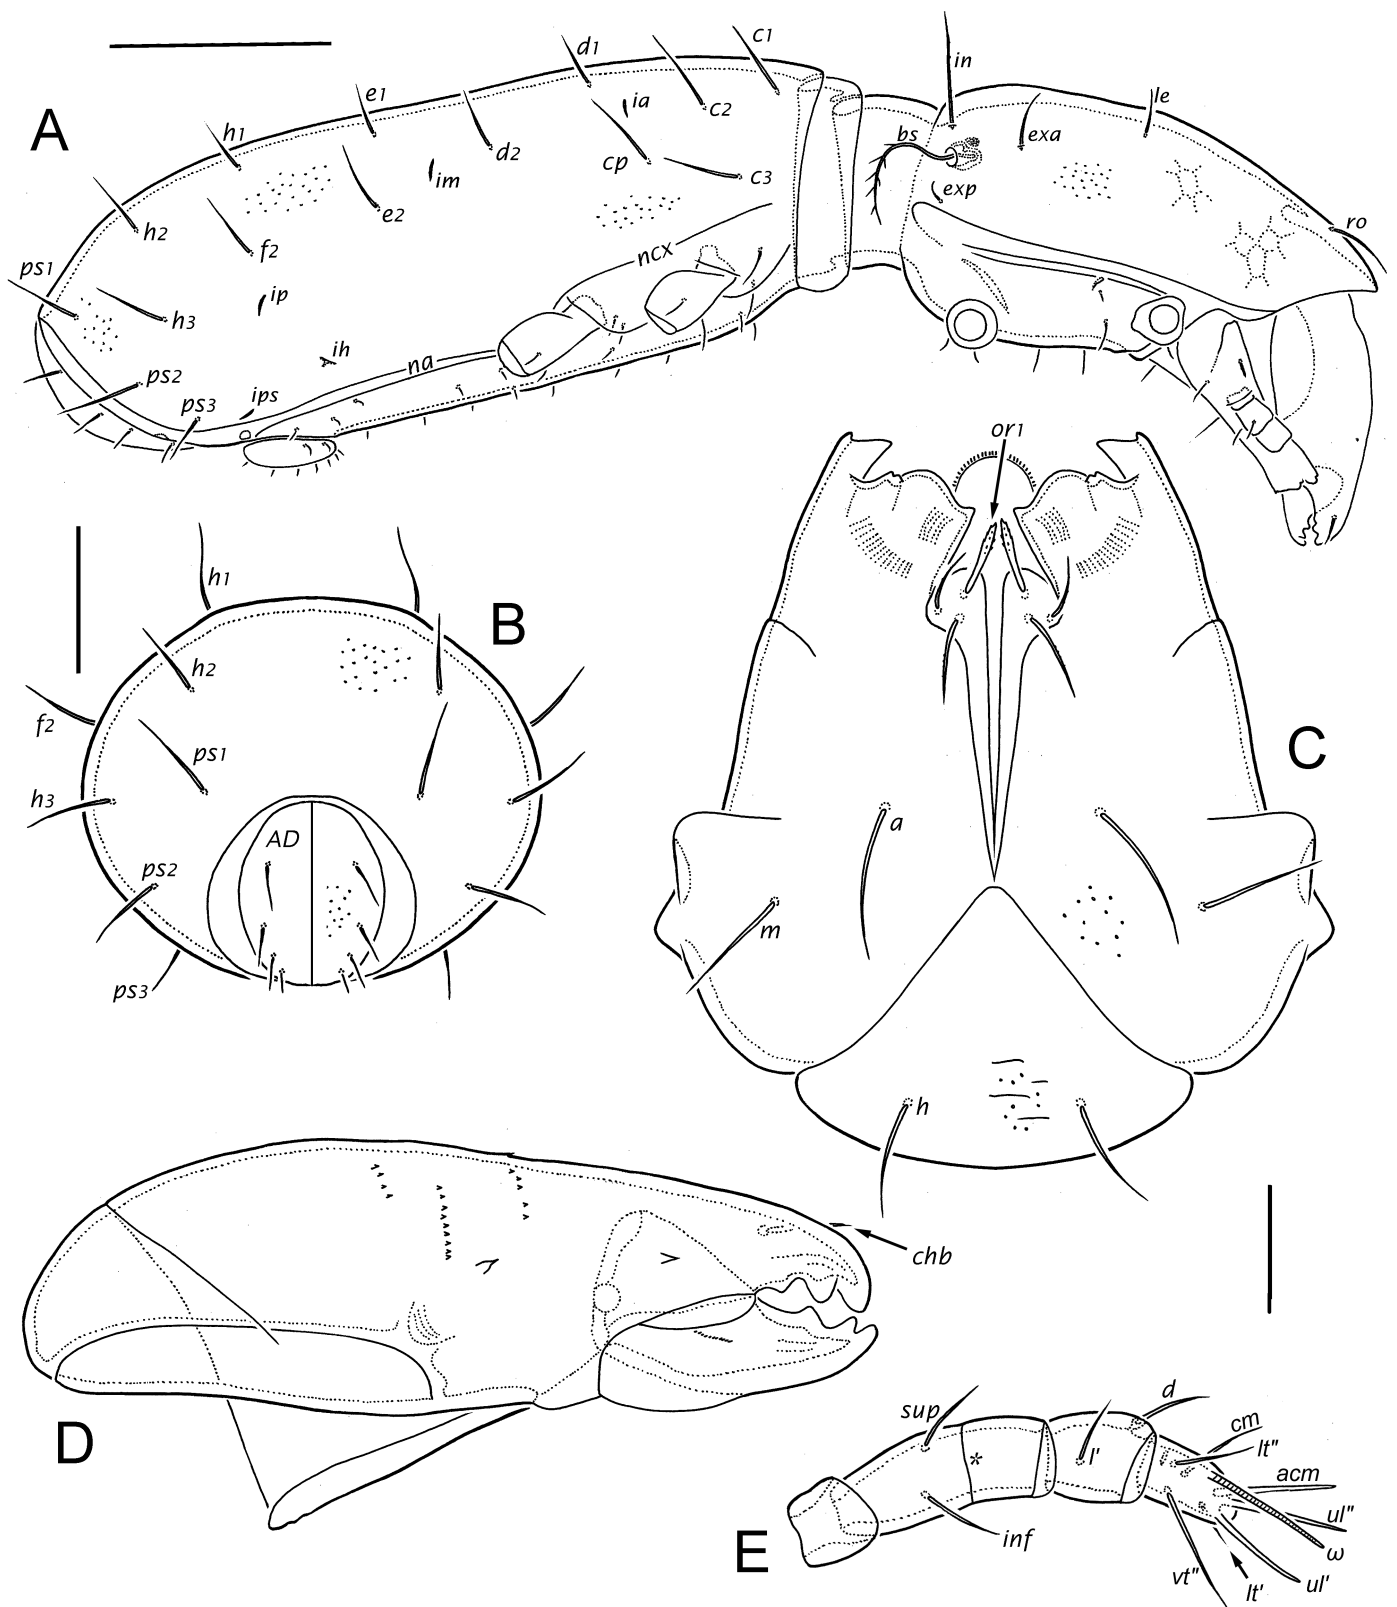 A
h1
e1
d1
c1
in
le
ia
c2
bs
exa
d2
im
cp
c3
exp
h2
e2
f2
ro
ps1
ncx
ip
h3
ih
na
ps2
ps3
ips
or1
B
h1
h2
f2
ps1
h3
AD
ps2
ps3
C
a
m
h
D
chb
E
sup
d
cm
*
l'
lt"
acm
ul"
inf
ω
vt"
lt'
ul'